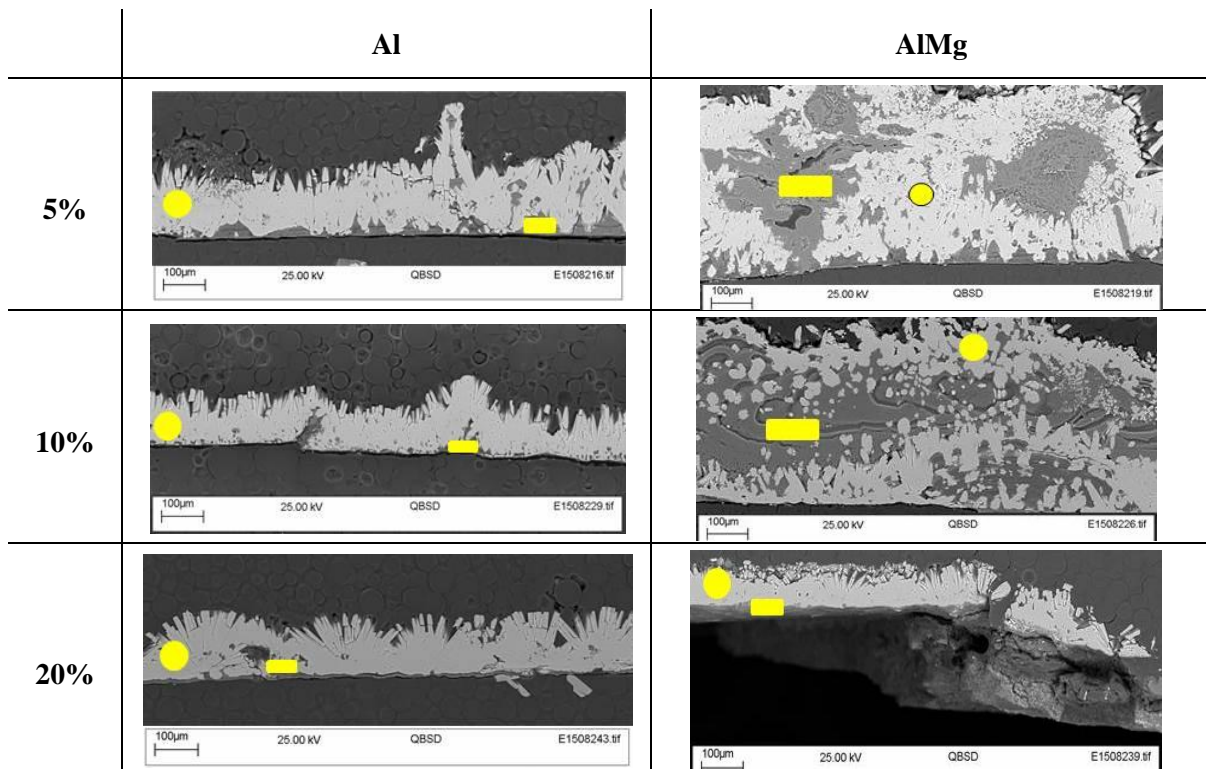 Al AlMg
5%
100µm 25.00 kV QBSD E1508216.tif
100µm 25.00 kV QBSD E1508219.tif
10%
100µm 25.00 kV QBSD E1508229.tif
100µm 25.00 kV QBSD E1508226.tif
20%
100µm 25.00 kV QBSD E1508243.tif
100µm 25.00 kV QBSD E1508239.tif